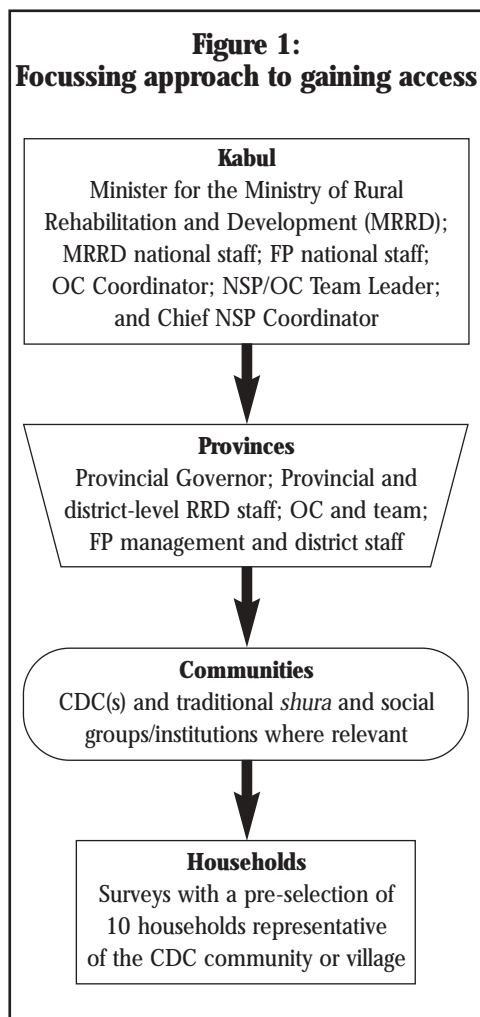 Figure 1:
Focussing approach to gaining access
Kabul
Minister for the Ministry of Rural
Rehabilitation and Development (MRRD);
MRRD national staff; FP national staff;
OC Coordinator; NSP/OC Team Leader;
and Chief NSP Coordinator
Provinces
Provincial Governor; Provincial and
district-level RRD staff; OC and team;
FP management and district staff
Communities
CDC(s) and traditional shura and social
groups/institutions where relevant
Households
Surveys with a pre-selection of
10 households representative
of the CDC community or village